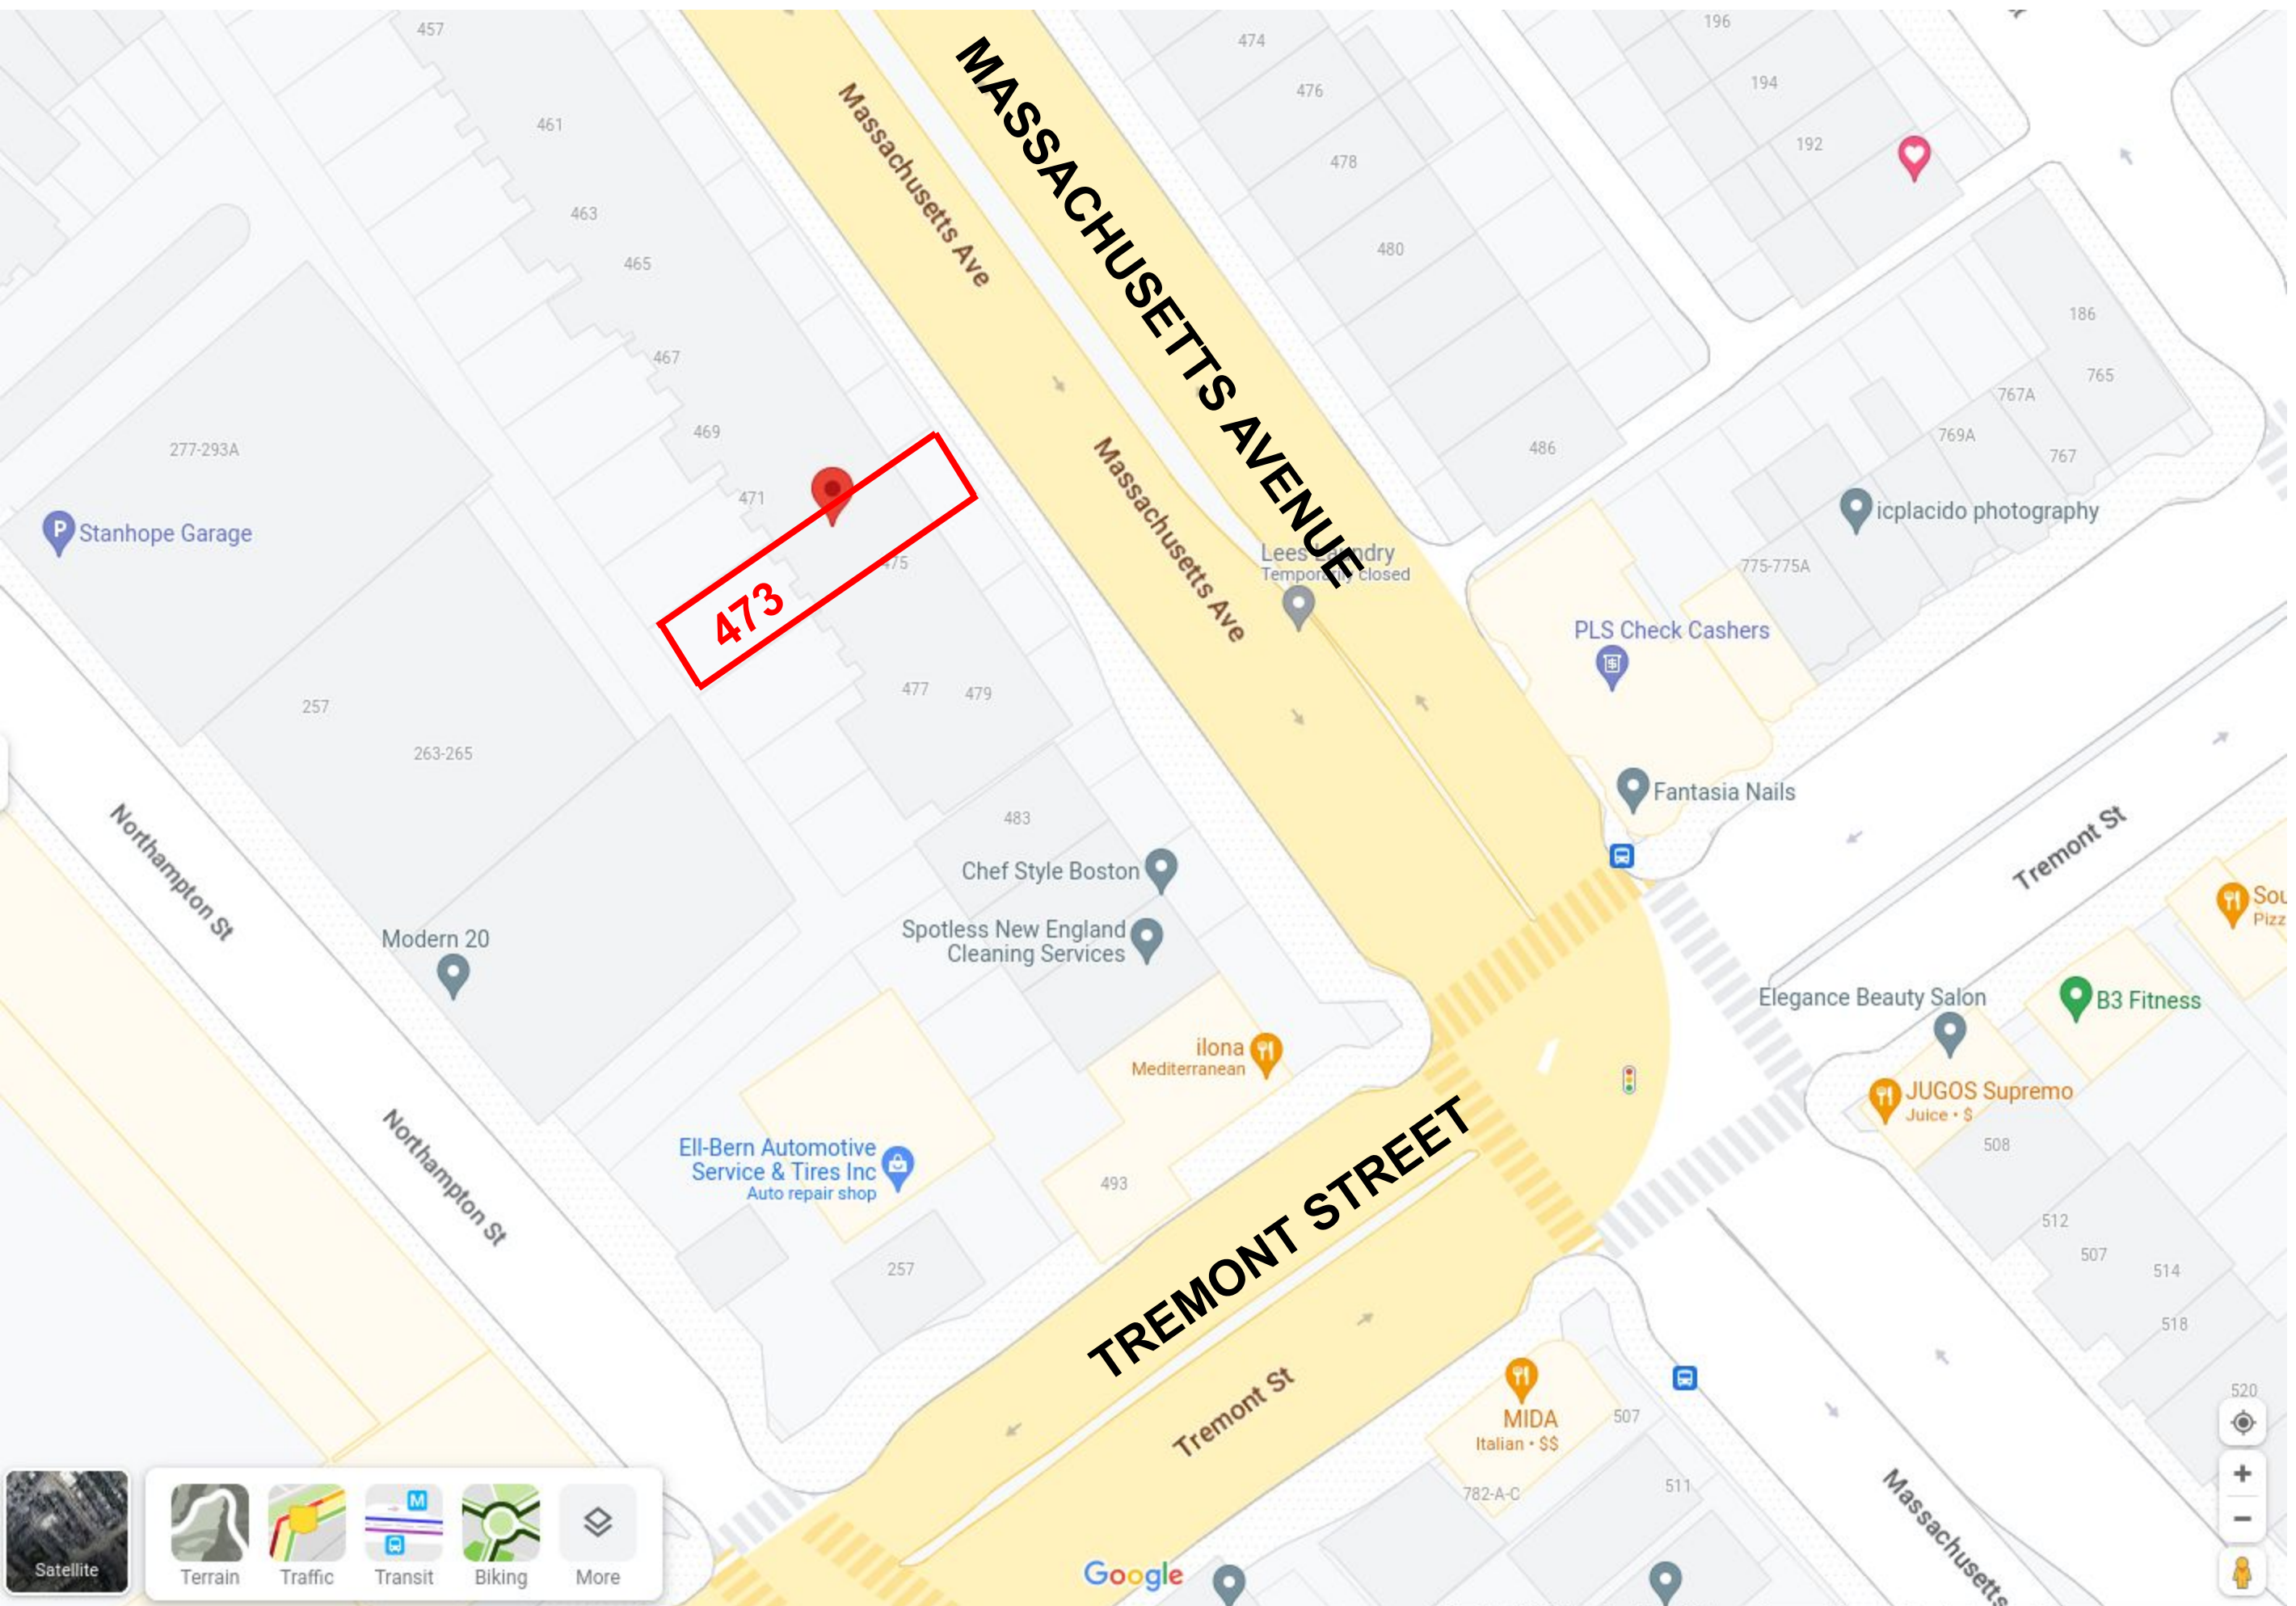 457
461
463
465
467
469
471
473
475
477
479
483
277-293A
Stanhope Garage
257
263-265
Modern 20
Northampton St
Northampton St
MASSACHUSETTS AVENUE
Massachusetts Ave
Massachusetts Ave
474
476
478
480
486
196
194
192
186
765
767A
769A
767
icplacido photography
775-775A
Lees Laundry
Temporarily closed
PLS Check Cashers
Fantasia Nails
Tremont St
Chef Style Boston
Spotless New England
Cleaning Services
ilona
Mediterranean
Ell-Bern Automotive
Service & Tires Inc
Auto repair shop
493
257
TREMONT STREET
Tremont St
Elegance Beauty Salon
B3 Fitness
Sou
Pizz
JUGOS Supremo
Juice • $
508
512
507
514
518
520
MIDA
Italian • $$
507
511
782-A-C
Massachusetts
Satellite
Terrain
Traffic
Transit
Biking
More
Google